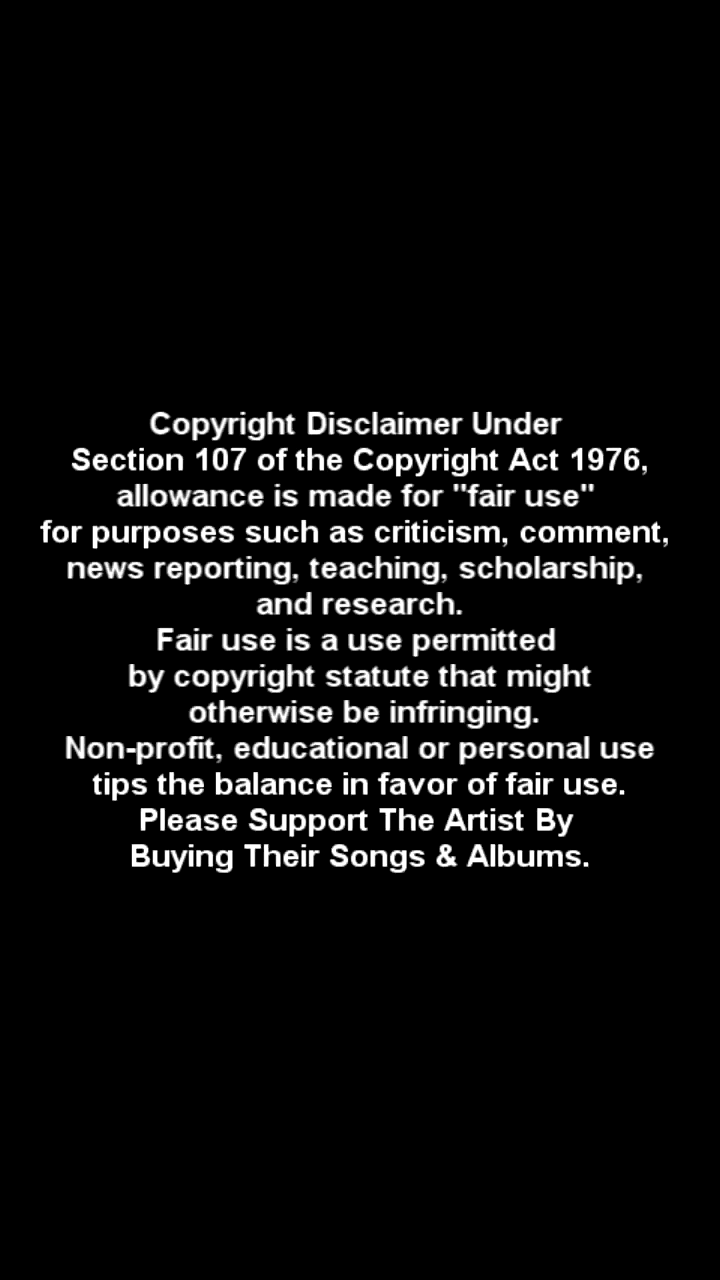 Copyright Disclaimer Under
Section 107 of the Copyright Act 1976,
allowance is made for "fair use"
for purposes such as criticism, comment,
news reporting, teaching, scholarship,
and research.
Fair use is a use permitted
by copyright statute that might
otherwise be infringing.
Non-profit, educational or personal use
tips the balance in favor of fair use.
Please Support The Artist By
Buying Their Songs & Albums.